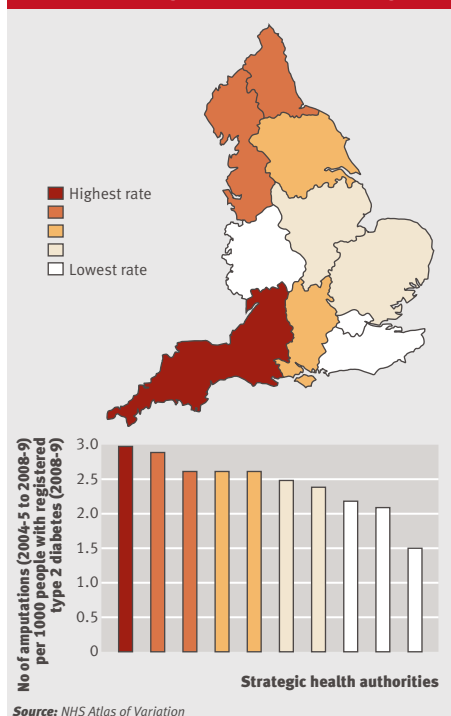 Highest rate
Lowest rate
No of amputations (2004-5 to 2008-9)
per 1000 people with registered
type 2 diabetes (2008-9)
3.0
2.5
2.0
1.5
1.0
0.5
0
Strategic health authorities
Source: NHS Atlas of Variation